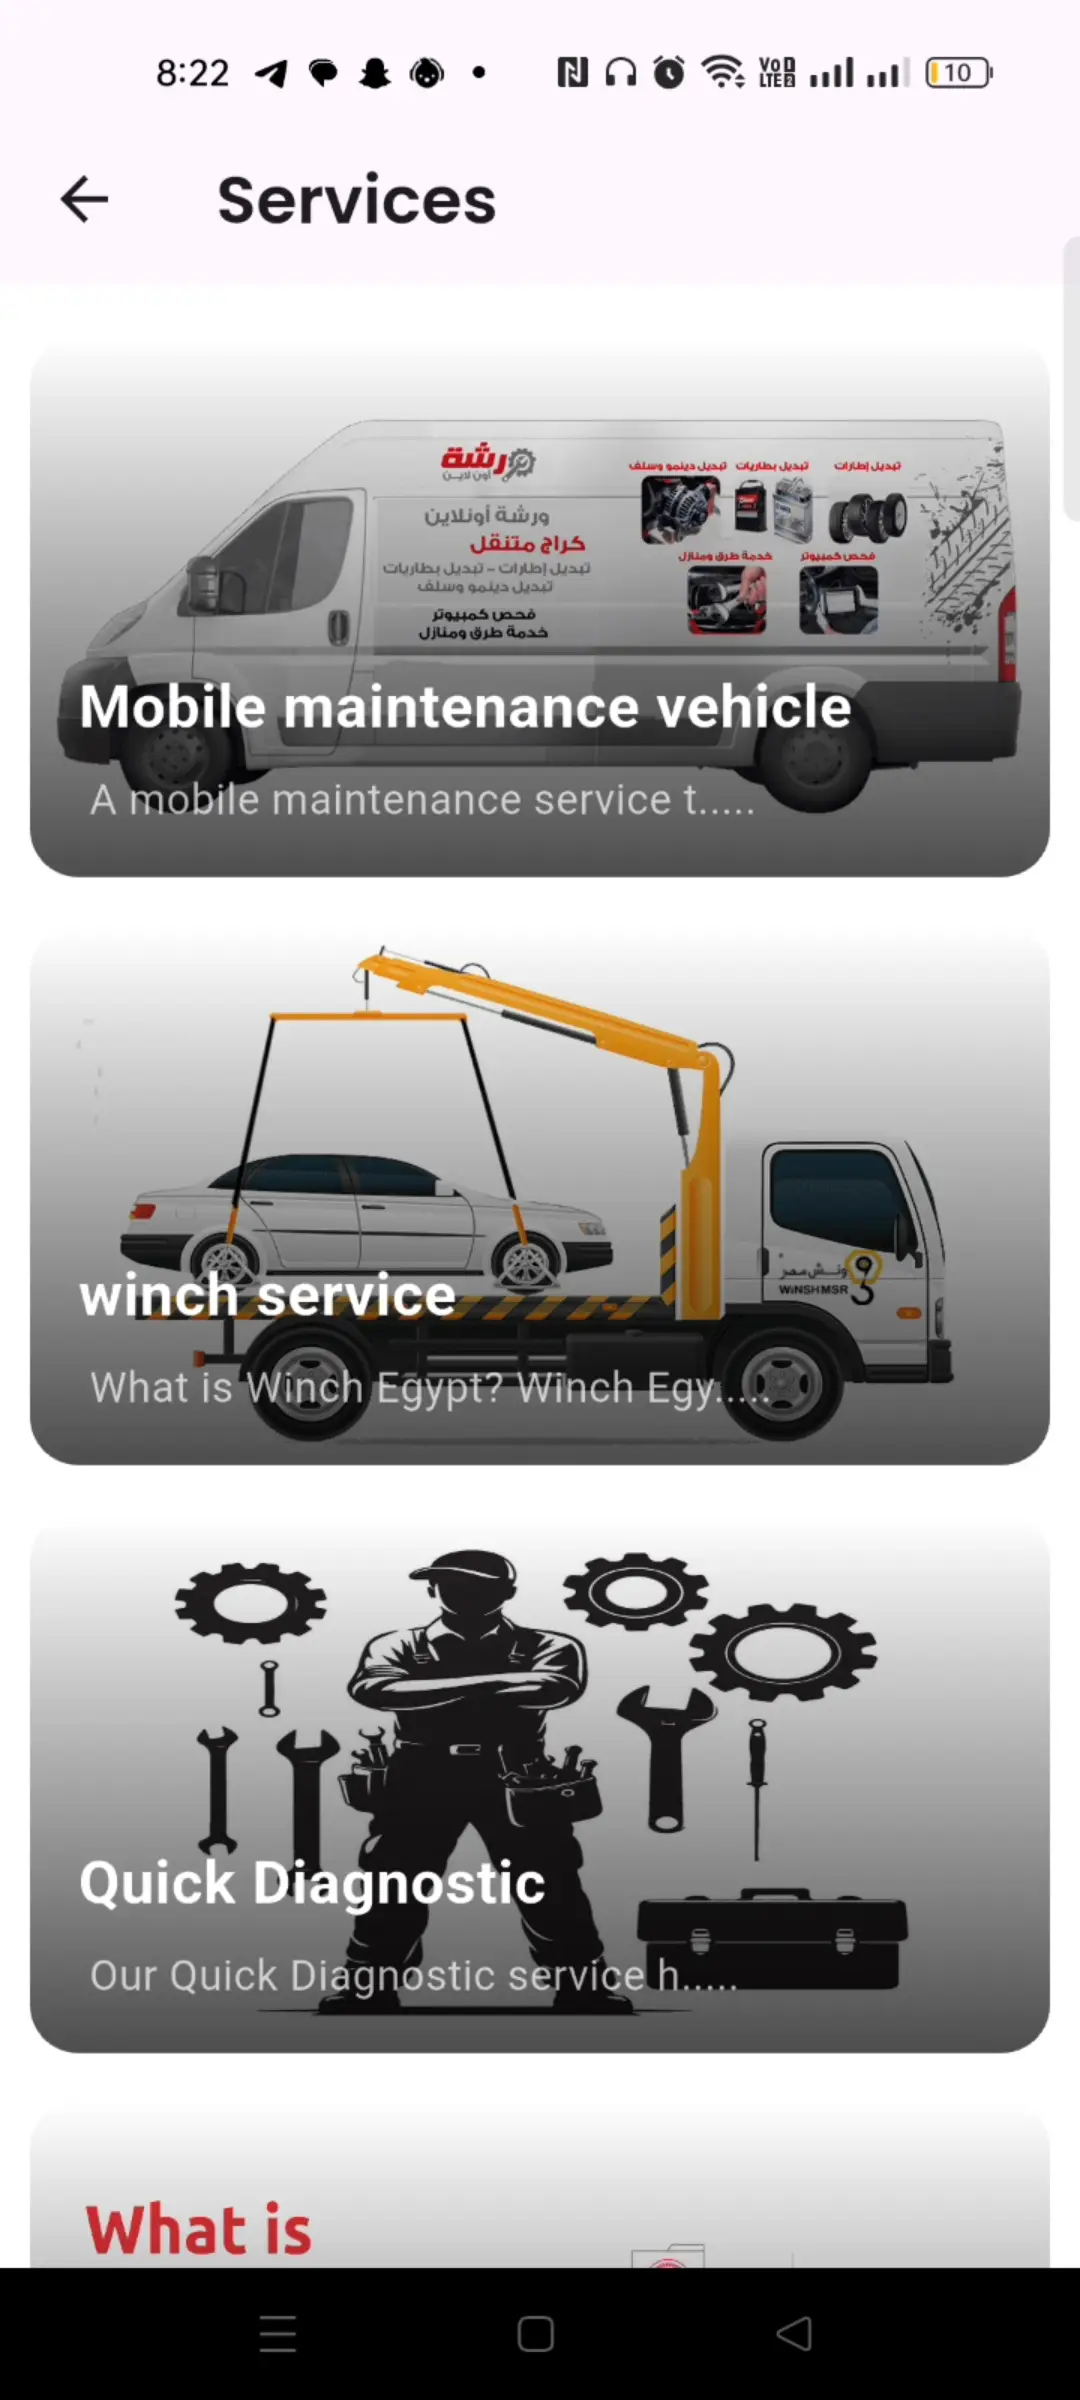 8:22
VoD
LTE2
10
Services
ورشة
أون لاين
ورشة أونلاين
كراج متنقل
تبديل إطارات - تبديل بطاريات
تبديل دينمو وسلف
فحص كمبيوتر
خدمة طرق ومنازل
تبديل إطارات
تبديل بطاريات
تبديل دينمو وسلف
فحص كمبيوتر
خدمة طرق ومنازل
Mobile maintenance vehicle
A mobile maintenance service t.....
ونش مصر
WiNSHMSR
winch service
What is Winch Egypt? Winch Egy.....
Quick Diagnostic
Our Quick Diagnostic service h.....
What is